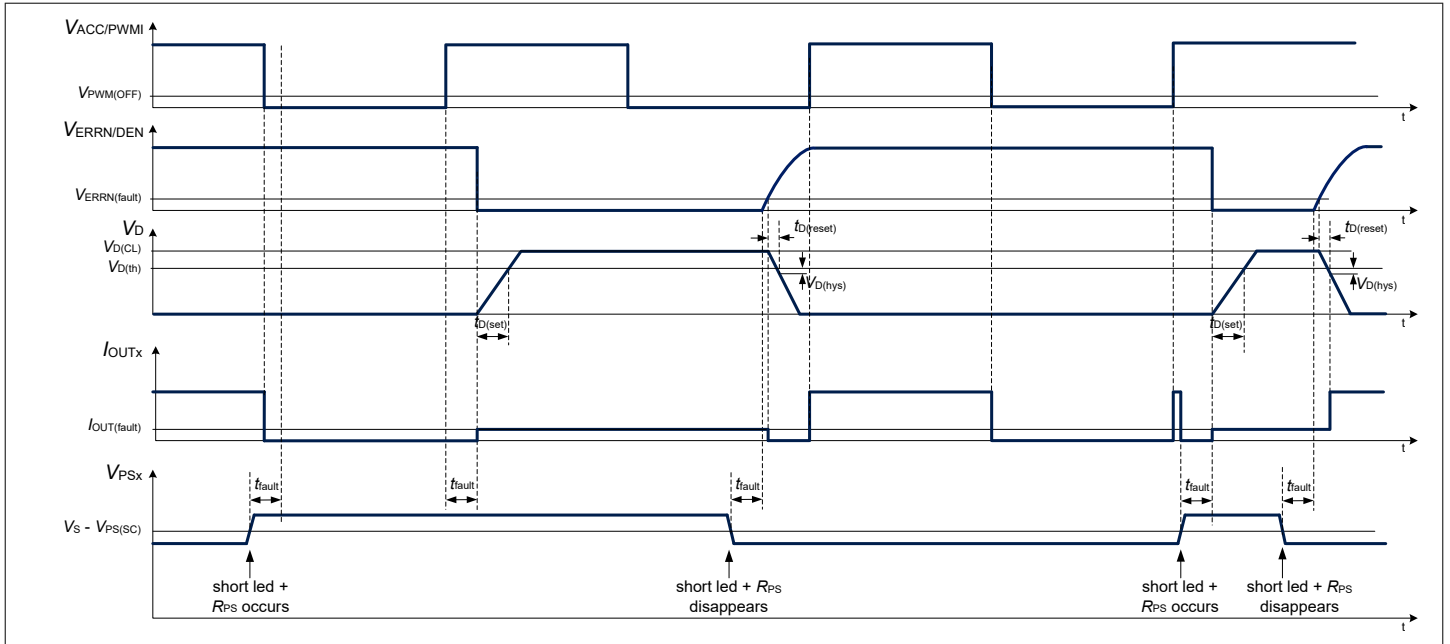 VACC/PWMI
VPWM(OFF)
t
VERRN/DEN
VERRN(fault)
t
VD
tD(reset)
tD(reset)
VD(CL)
VD(th)
VD(hys)
VD(hys)
tD(set)
tD(set)
t
IOUTx
IOUT(fault)
t
VPSx
tfault
tfault
tfault
tfault
tfault
VS - VPS(SC)
short led +
RPS occurs
short led + RPS
disappears
short led +
RPS occurs
short led + RPS
disappears
t